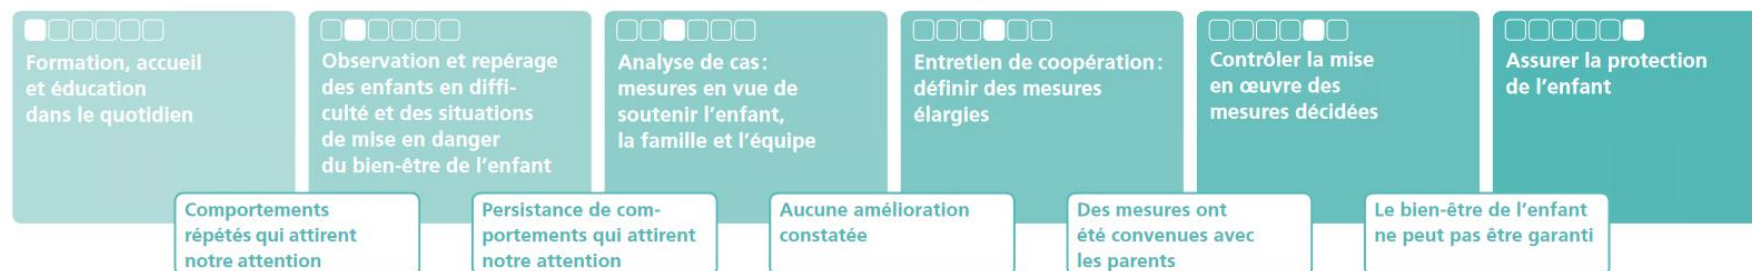 Formation, accueil
et éducation
dans le quotidien
Observation et repérage
des enfants en diffi-
culté et des situations
de mise en danger
du bien-être de l’enfant
Analyse de cas:
mesures en vue de
soutenir l’enfant,
la famille et l’équipe
Entretien de coopération:
définir des mesures
élargies
Contrôler la mise
en œuvre des
mesures décidées
Assurer la protection
de l’enfant
Comportements
répétés qui attirent
notre attention
Persistance de com-
portements qui attirent
notre attention
Aucune amélioration
constatée
Des mesures ont
été convenues avec
les parents
Le bien-être de l’enfant
ne peut pas être garanti